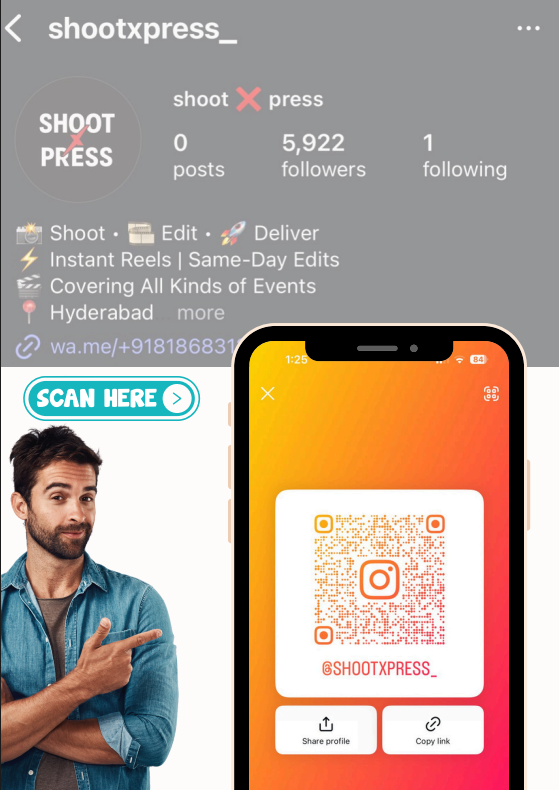 shootxpress_
SHOOT
X
PRESS
shoot ❌ press
0
posts
5,922
followers
1
following
📸 Shoot • 🗂️ Edit • 🚀 Deliver
⚡ Instant Reels | Same-Day Edits
🎬 Covering All Kinds of Events
📍 Hyderabad more
wa.me/+918186831
SCAN HERE
1:25
84
@SHOOTXPRESS_
Share profile
Copy link